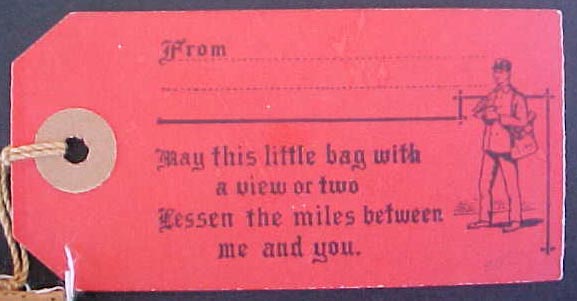 From
May this little bag with
a view or two
Lessen the miles between
me and you.